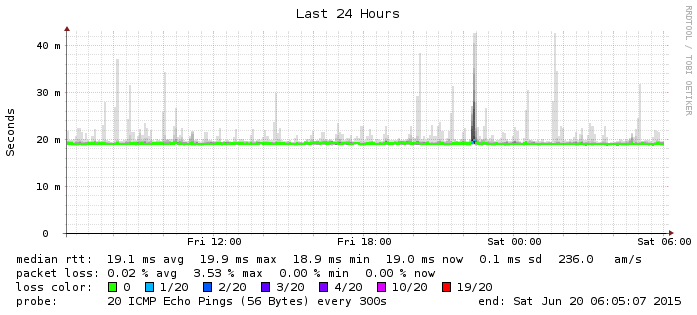 Last 24 Hours
RRDTOOL / TOBI OETIKER
Seconds
40 m
30 m
20 m
10 m
0
Fri 12:00 Fri 18:00 Sat 00:00 Sat 06:00
median rtt: 19.1 ms avg 19.9 ms max 18.9 ms min 19.0 ms now 0.1 ms sd 236.0 am/s
packet loss: 0.02 % avg 3.53 % max 0.00 % min 0.00 % now
loss color: 0 1/20 2/20 3/20 4/20 10/20 19/20
probe: 20 ICMP Echo Pings (56 Bytes) every 300s end: Sat Jun 20 06:05:07 2015